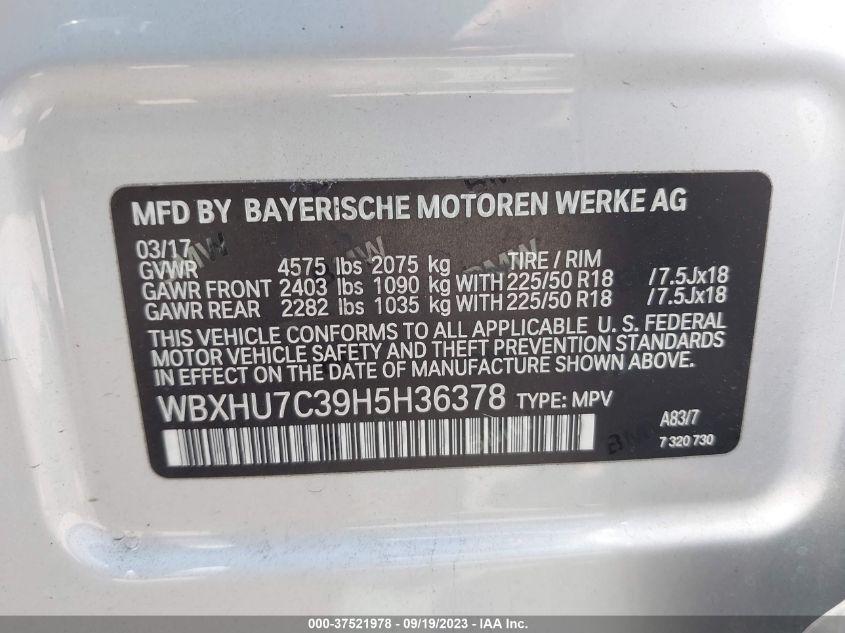 MFD BY BAYERISCHE MOTOREN WERKE AG
03/17
GVWR 4575 lbs 2075 kg TIRE / RIM
GAWR FRONT 2403 lbs 1090 kg WITH 225/50 R18 /7.5Jx18
GAWR REAR 2282 lbs 1035 kg WITH 225/50 R18 /7.5Jx18
THIS VEHICLE CONFORMS TO ALL APPLICABLE U. S. FEDERAL
MOTOR VEHICLE SAFETY AND THEFT PREVENTION STANDARDS
IN EFFECT ON THE DATE OF MANUFACTURE SHOWN ABOVE.
WBXHU7C39H5H36378 TYPE: MPV
A83/7
7 320 730
000-37521978 - 09/19/2023 - IAAI.com